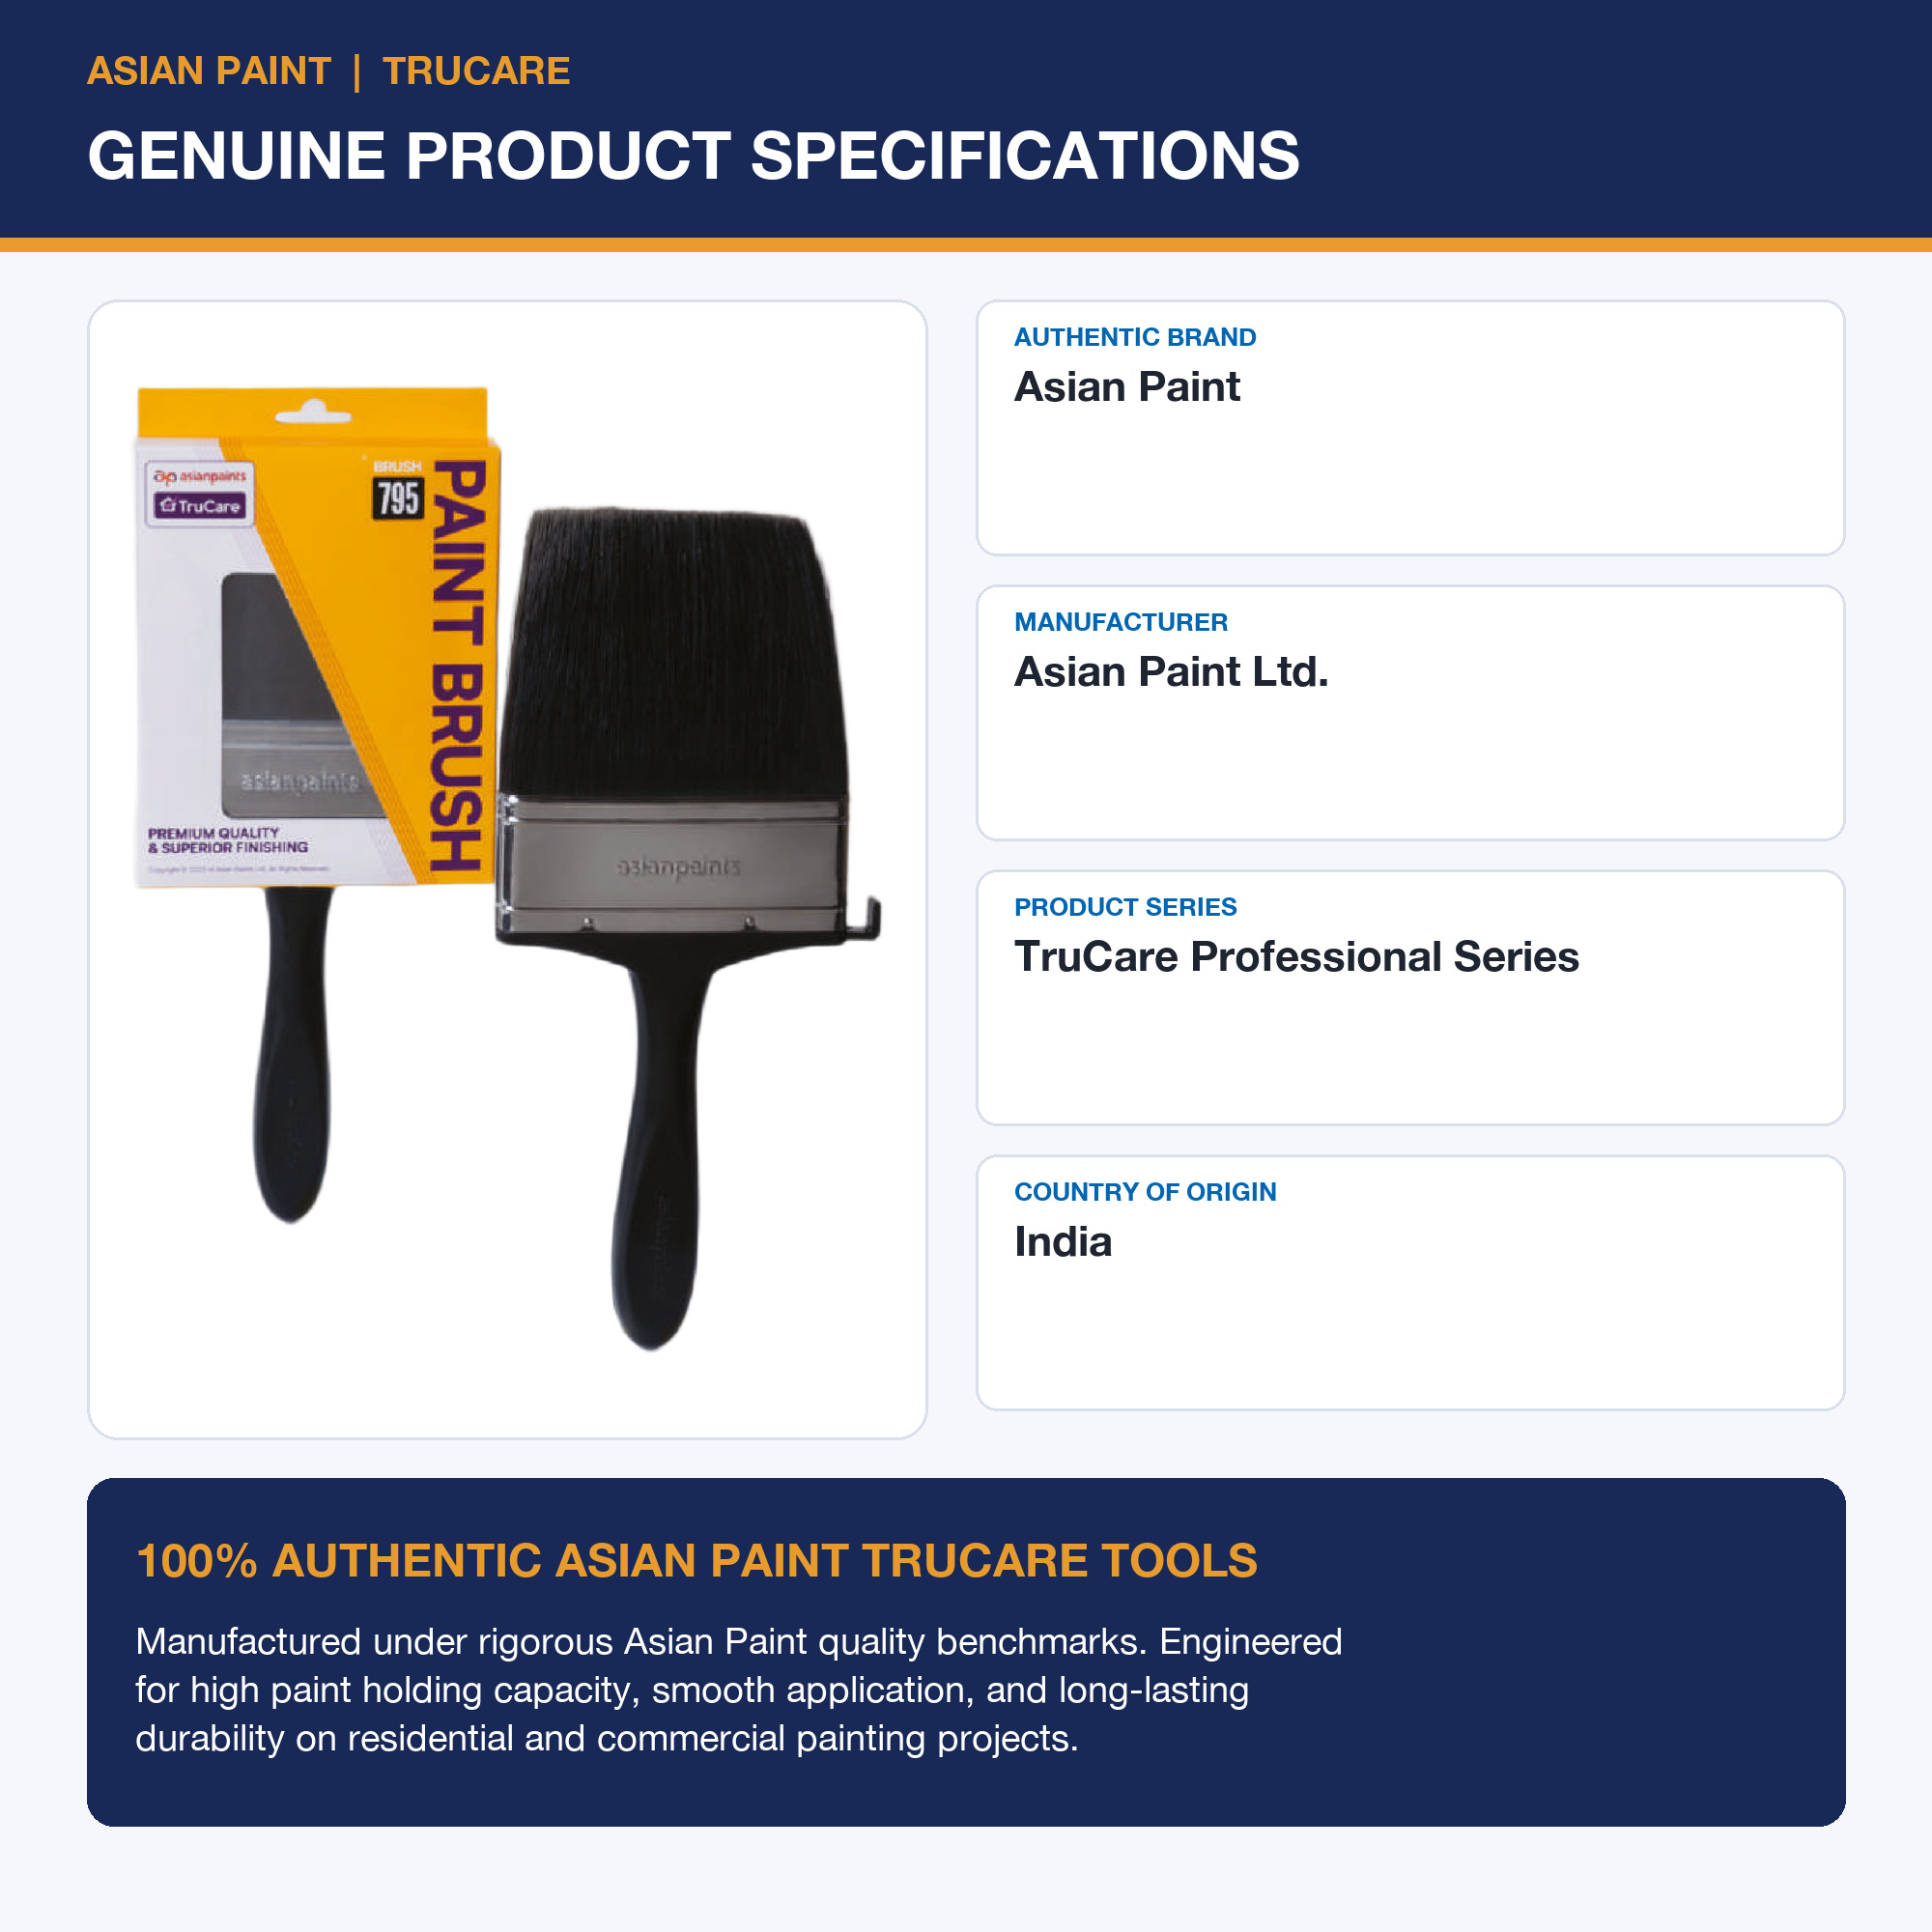 ASIAN PAINT | TRUCARE
GENUINE PRODUCT SPECIFICATIONS
asianpaints
TruCare
BRUSH
795
PAINT BRUSH
asianpaints
PREMIUM QUALITY
& SUPERIOR FINISHING
asianpaints
AUTHENTIC BRAND
Asian Paint
MANUFACTURER
Asian Paint Ltd.
PRODUCT SERIES
TruCare Professional Series
COUNTRY OF ORIGIN
India
100% AUTHENTIC ASIAN PAINT TRUCARE TOOLS
Manufactured under rigorous Asian Paint quality benchmarks. Engineered
for high paint holding capacity, smooth application, and long-lasting
durability on residential and commercial painting projects.